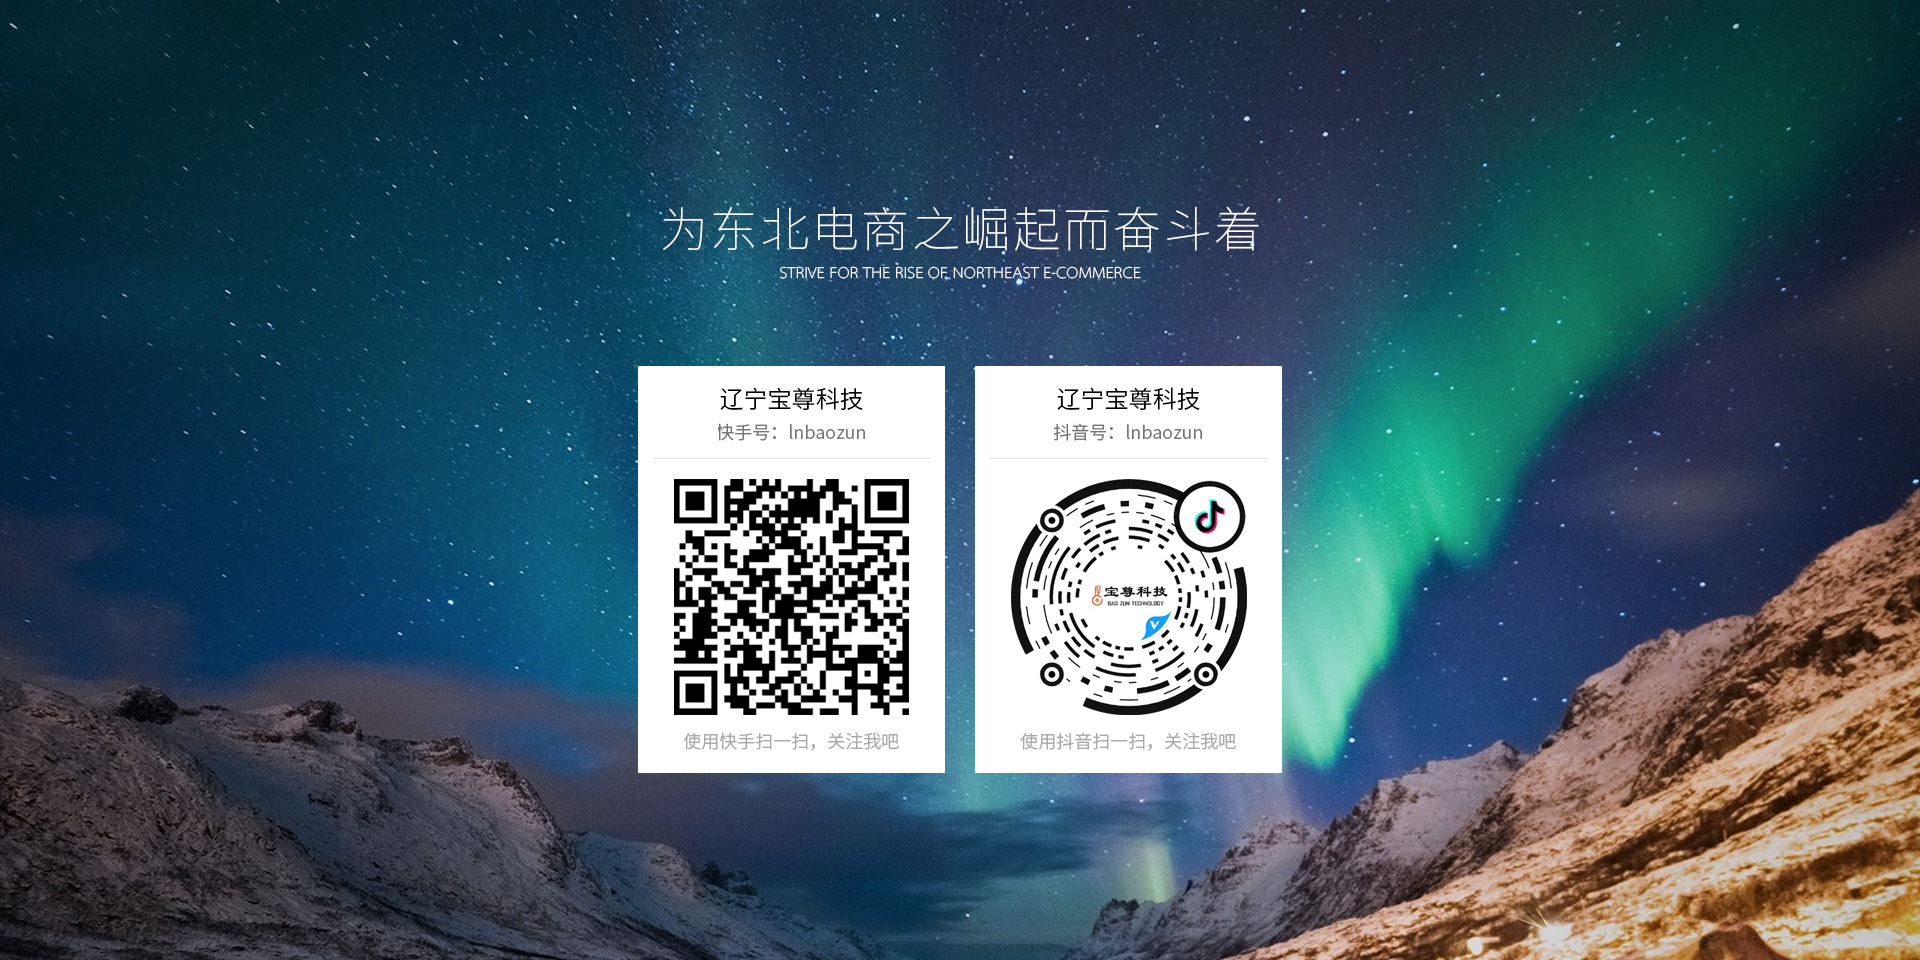 为东北电商之崛起而奋斗着
STRIVE FOR THE RISE OF NORTHEAST E-COMMERCE
辽宁宝尊科技
快手号：lnbaozun
使用快手扫一扫，关注我吧
辽宁宝尊科技
抖音号：lnbaozun
宝尊科技
BAO ZUN TECHNOLOGY
使用抖音扫一扫，关注我吧